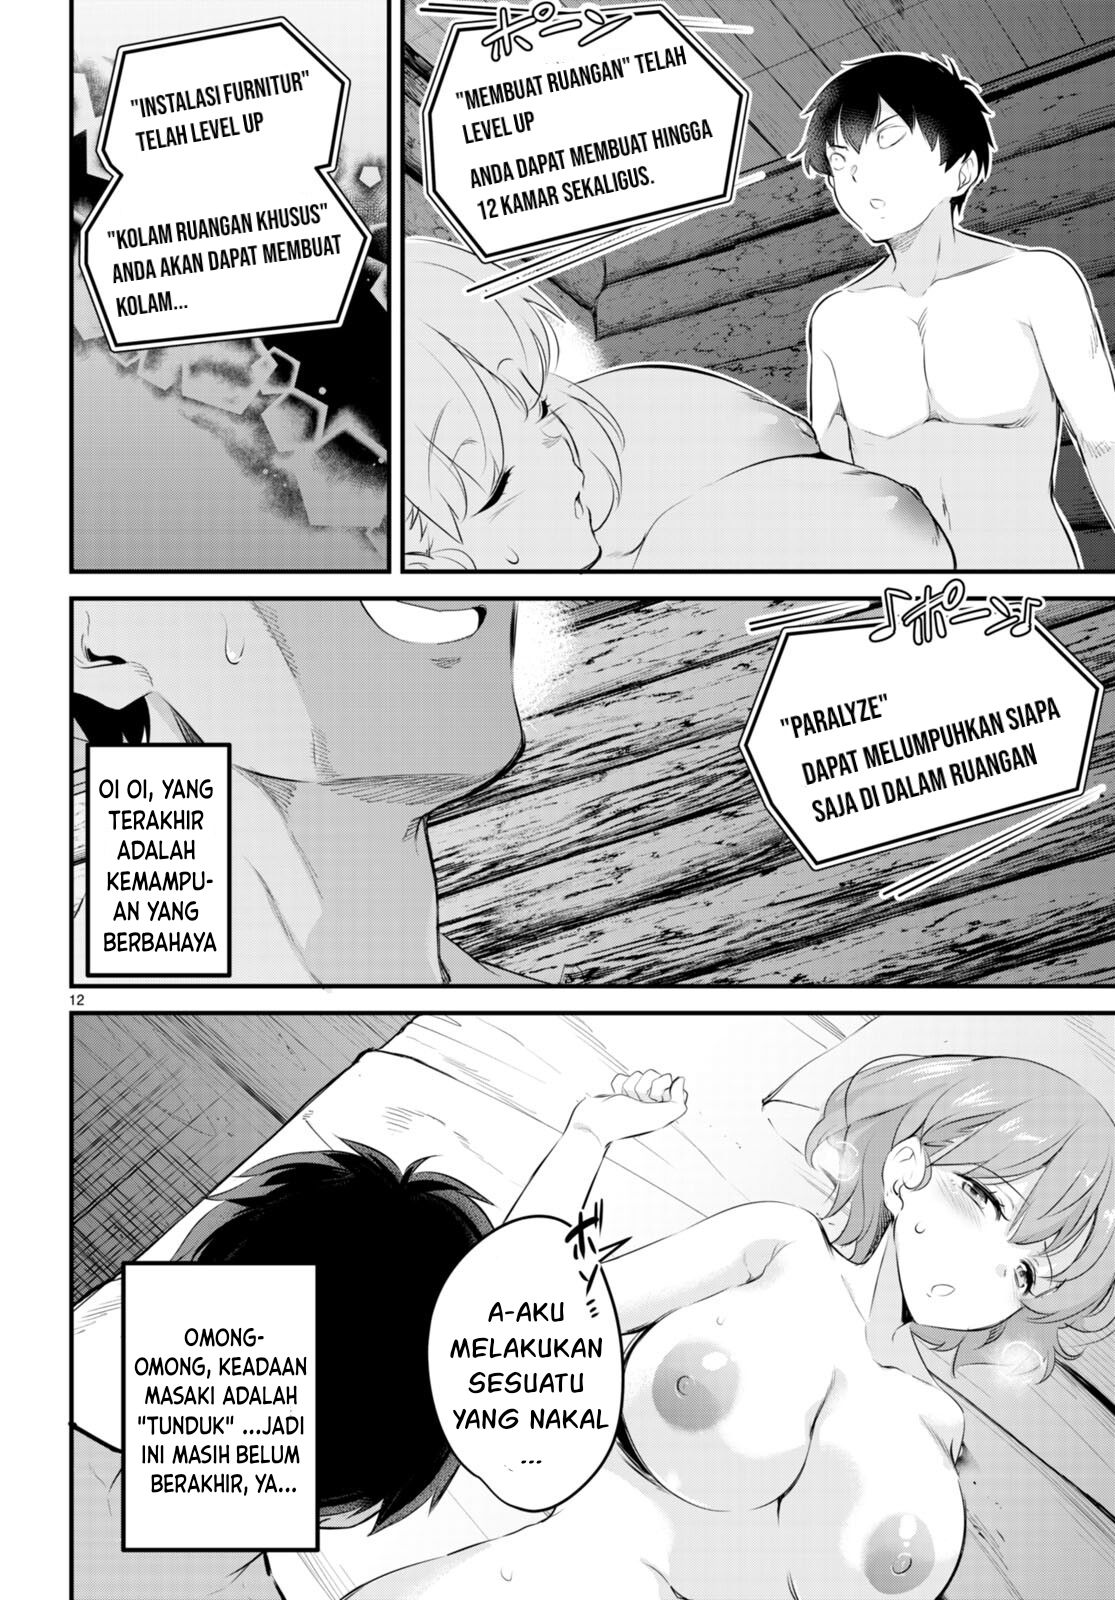 ポーン
"MEMBUAT RUANGAN" TELAH
LEVEL UP
ANDA DAPAT MEMBUAT HINGGA
12 KAMAR SEKALIGUS.
"INSTALASI FURNITUR"
TELAH LEVEL UP
"KOLAM RUANGAN KHUSUS"
ANDA AKAN DAPAT MEMBUAT
KOLAM...
♪ポーン♪
"PARALYZE"
DAPAT MELUMPUHKAN SIAPA
SAJA DI DALAM RUANGAN
OI OI, YANG
TERAKHIR
ADALAH
KEMAMPU-
AN YANG
BERBAHAYA
12
A-AKU
MELAKUKAN
SESUATU
YANG NAKAL
...
OMONG-
OMONG, KEADAAN
MASAKI ADALAH
"TUNDUK" ...JADI
INI MASIH BELUM
BERAKHIR, YA...